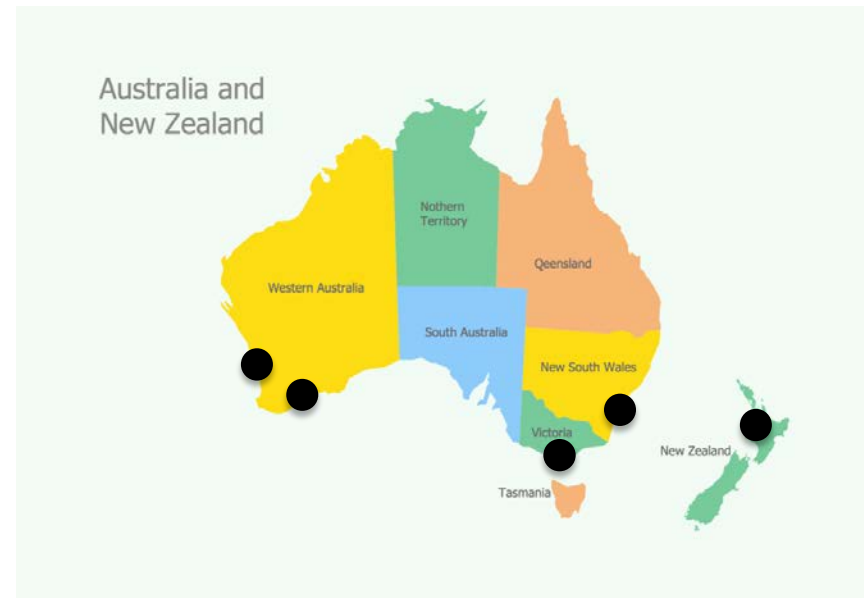 Australia and
New Zealand
Nothern
Territory
Qeensland
Western Australia
South Australia
New South Wales
Victoria
New Zealand
Tasmania